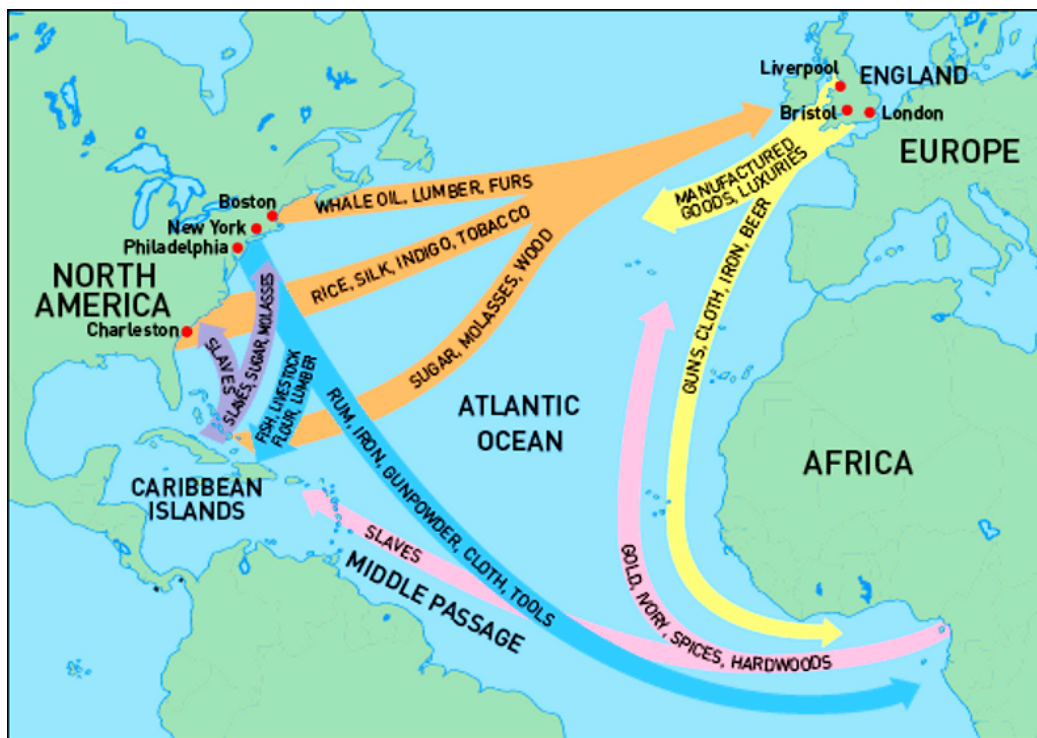 Liverpool
ENGLAND
Bristol
London
EUROPE
MANUFACTURED
GOODS, LUXURIES
WHALE OIL, LUMBER, FURS
Boston
New York
Philadelphia
RICE, SILK, INDIGO, TOBACCO
SUGAR, MOLASSES, WOOD
GUNS, CLOTH, IRON, BEER
NORTH
AMERICA
Charleston
SLAVES
SLAVES, SUGAR, MOLASSES
FISH, LIVESTOCK
FLOUR, LUMBER
RUM, IRON, GUNPOWDER, CLOTH, TOOLS
ATLANTIC
OCEAN
AFRICA
CARIBBEAN
ISLANDS
SLAVES
MIDDLE PASSAGE
GOLD, IVORY, SPICES, HARDWOODS